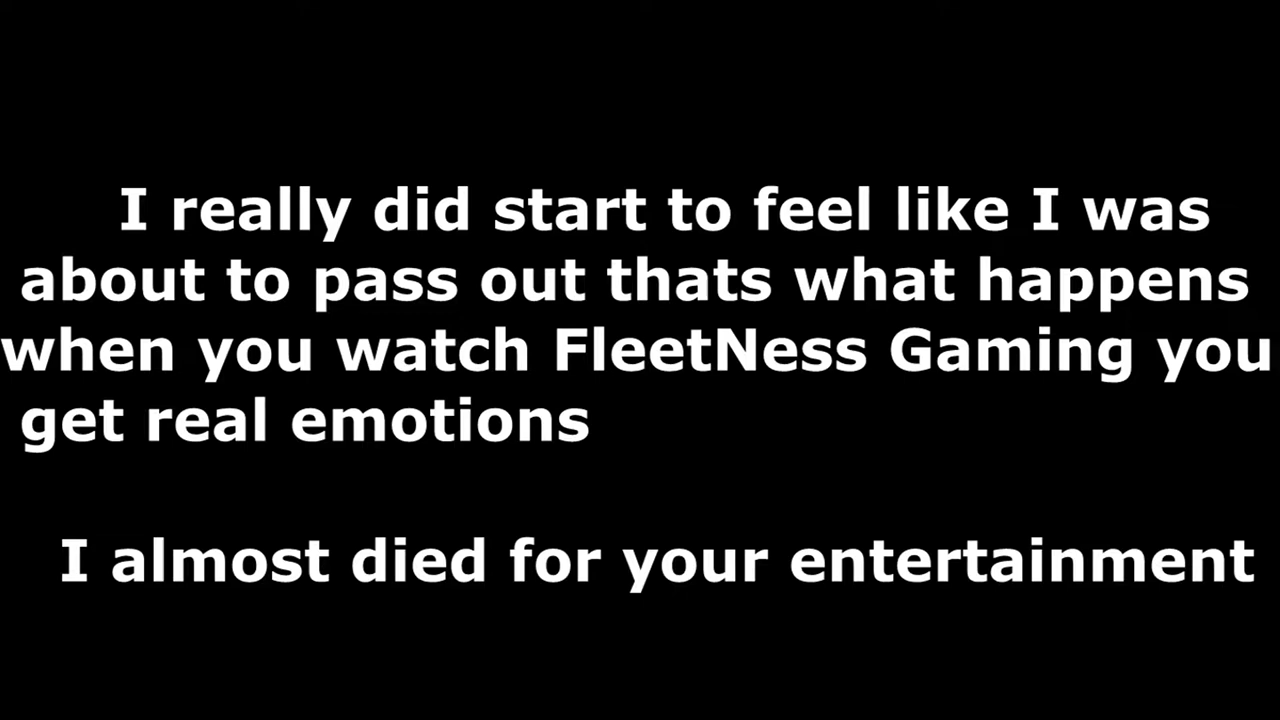 I really did start to feel like I was
about to pass out thats what happens
when you watch FleetNess Gaming you
get real emotions
I almost died for your entertainment